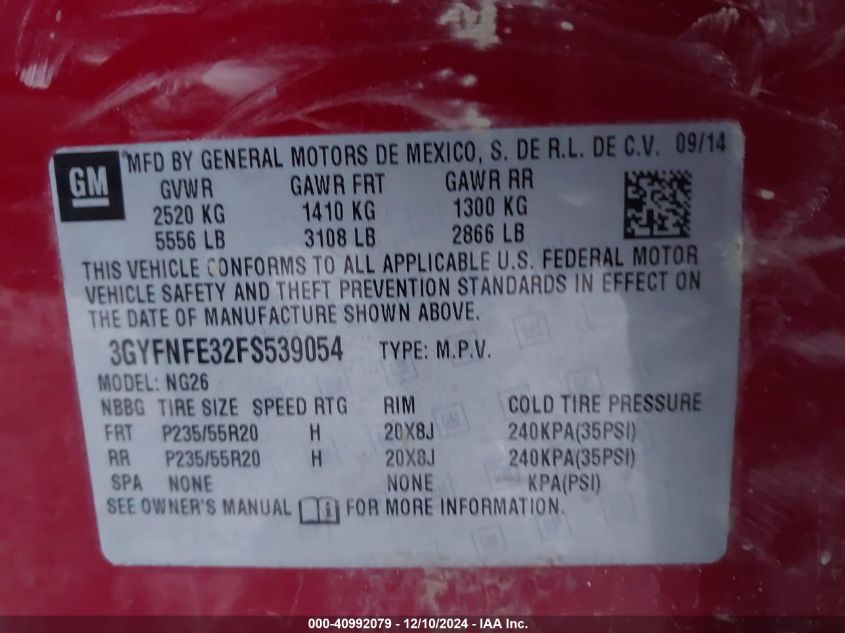 GM MFD BY GENERAL MOTORS DE MEXICO, S. DE R.L. DE C.V. 09/14
GVWR GAWR FRT GAWR RR
2520 KG 1410 KG 1300 KG
5556 LB 3108 LB 2866 LB
THIS VEHICLE CONFORMS TO ALL APPLICABLE U.S. FEDERAL MOTOR
VEHICLE SAFETY AND THEFT PREVENTION STANDARDS IN EFFECT ON
THE DATE OF MANUFACTURE SHOWN ABOVE.
3GYFNFE32FS539054 TYPE: M.P.V.
MODEL: NG26
NBBG TIRE SIZE SPEED RTG RIM COLD TIRE PRESSURE
FRT P235/55R20 H 20X8J 240KPA(35PSI)
RR P235/55R20 H 20X8J 240KPA(35PSI)
SPA NONE NONE KPA(PSI)
SEE OWNER'S MANUAL FOR MORE INFORMATION.
000-40992079 - 12/10/2024 - IAA Inc.